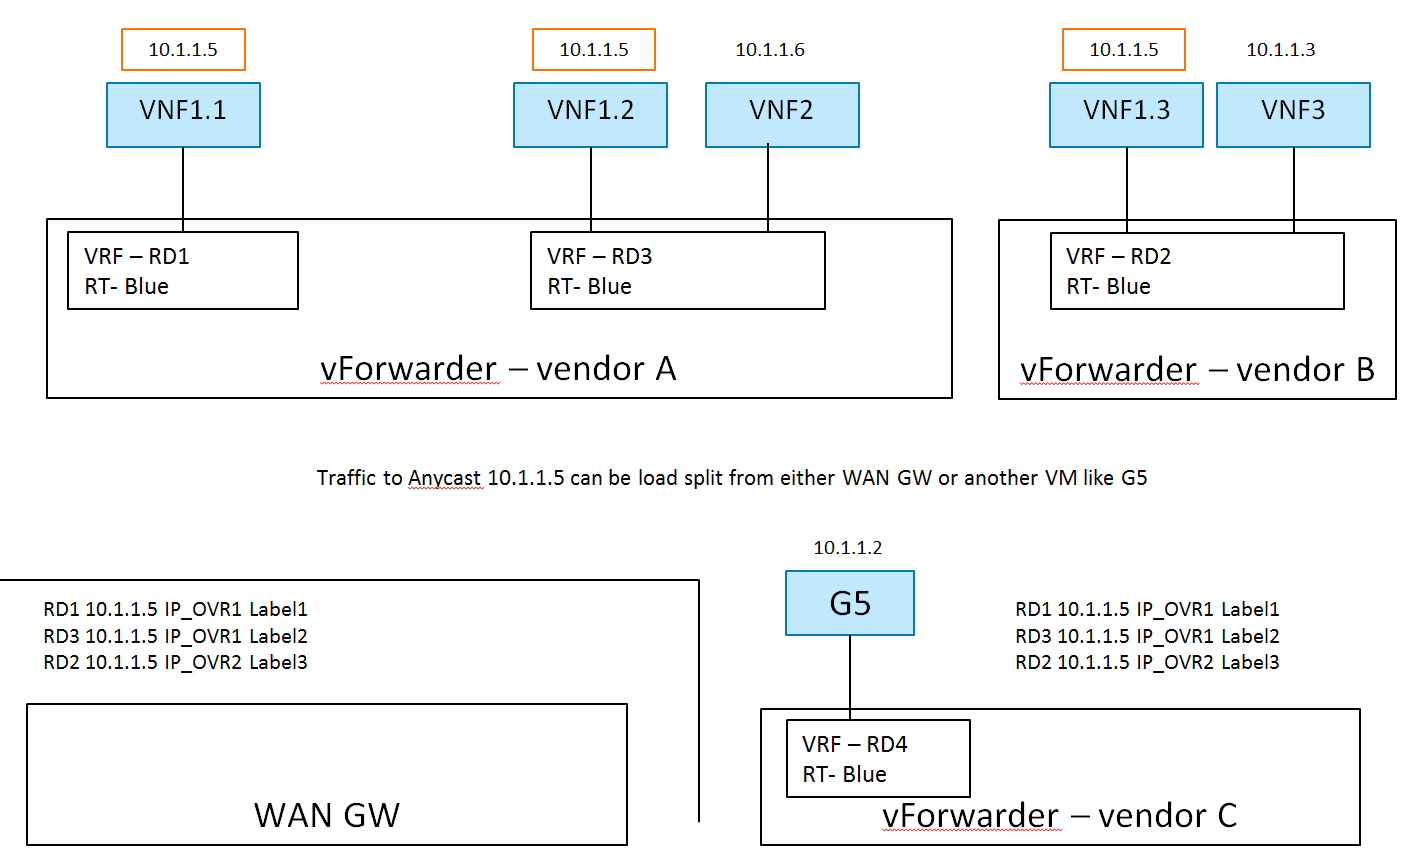 10.1.1.5
10.1.1.5
10.1.1.6
10.1.1.5
10.1.1.3
VNF1.1
VNF1.2
VNF2
VNF1.3
VNF3
VRF – RD1
RT- Blue
VRF – RD3
RT- Blue
VRF – RD2
RT- Blue
vForwarder – vendor A
vForwarder – vendor B
Traffic to Anycast 10.1.1.5 can be load split from either WAN GW or another VM like G5
10.1.1.2
G5
RD1 10.1.1.5 IP_OVR1 Label1
RD3 10.1.1.5 IP_OVR1 Label2
RD2 10.1.1.5 IP_OVR2 Label3
RD1 10.1.1.5 IP_OVR1 Label1
RD3 10.1.1.5 IP_OVR1 Label2
RD2 10.1.1.5 IP_OVR2 Label3
VRF – RD4
RT- Blue
WAN GW
vForwarder – vendor C